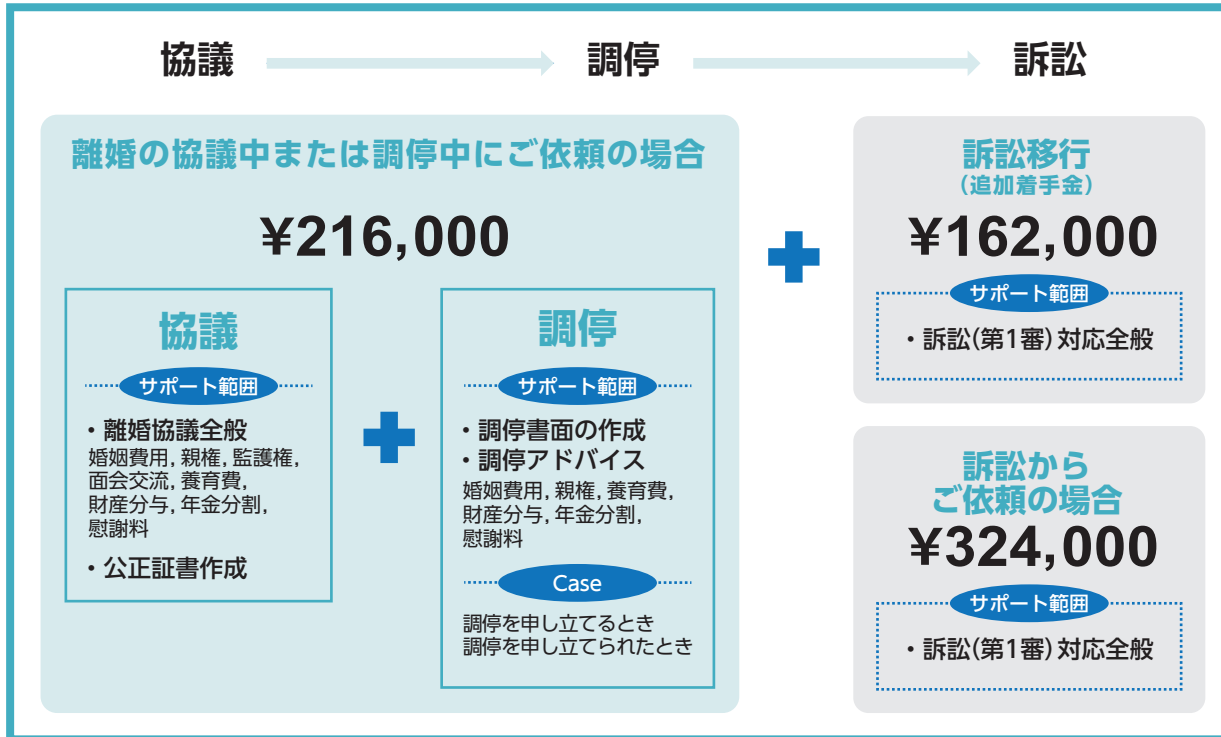 協議
調停
訴訟
離婚の協議中または調停中にご依頼の場合
¥216,000
協議
サポート範囲
・離婚協議全般
婚姻費用, 親権, 監護権,
面会交流, 養育費,
財産分与, 年金分割,
慰謝料
・公正証書作成
調停
サポート範囲
・調停書面の作成
・調停アドバイス
婚姻費用, 親権, 養育費,
財産分与, 年金分割,
慰謝料
Case
調停を申し立てるとき
調停を申し立てられたとき
訴訟移行
(追加着手金)
¥162,000
サポート範囲
・訴訟(第1審) 対応全般
訴訟から
ご依頼の場合
¥324,000
サポート範囲
・訴訟(第1審) 対応全般